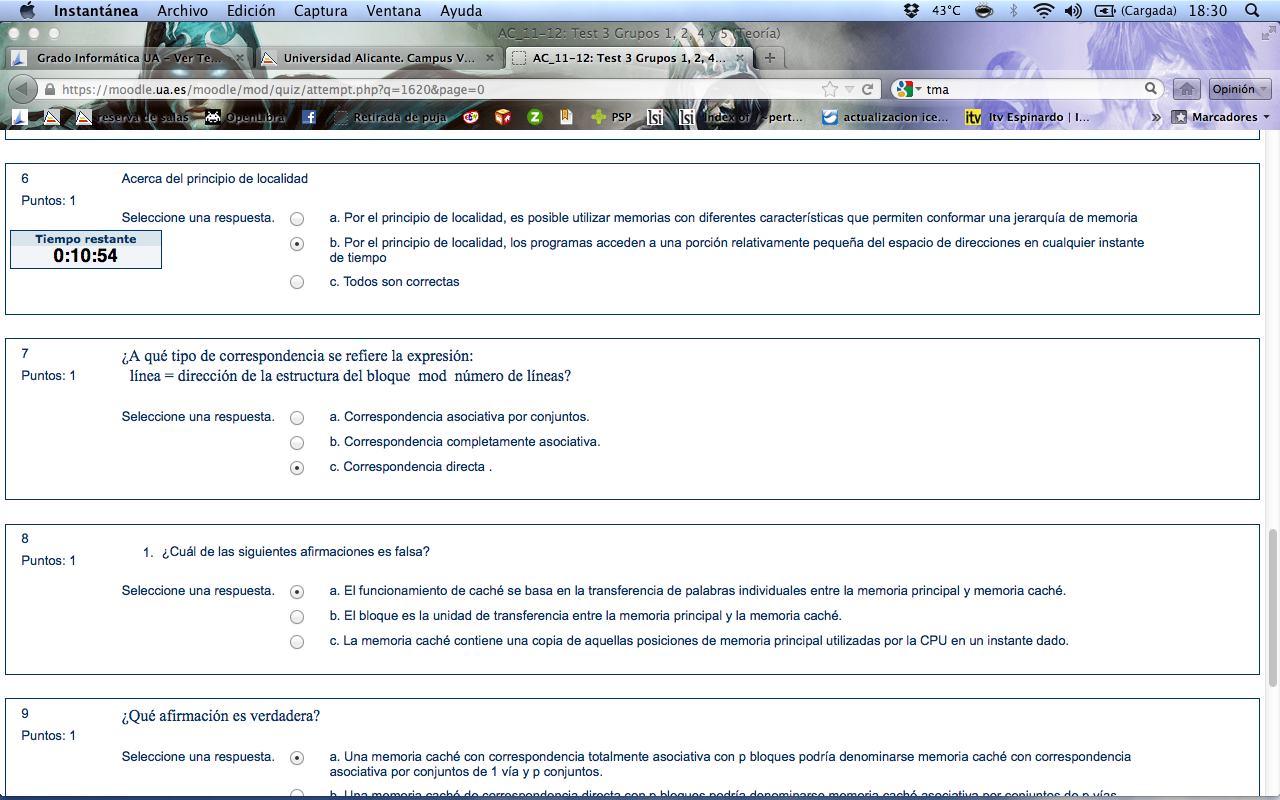 Instantánea Archivo Edición Captura Ventana Ayuda 43°C (Cargada) 18:30
AC_11-12: Test 3 Grupos 1, 2, 4 y 5 (Teoría)
Grado Informática UA - Ver Te... × Universidad Alicante. Campus V... × AC_11-12: Test 3 Grupos 1, 2, 4... × +
https://moodle.ua.es/moodle/mod/quiz/attempt.php?q=1620&page=0 tma Opinión
reserva de salas OpenLibra Retirada de puja PSP lsi lsi Index of /~pert... actualizacion ice... itv Itv Espinardo | I... » Marcadores
6 Acerca del principio de localidad
Puntos: 1
Seleccione una respuesta. a. Por el principio de localidad, es posible utilizar memorias con diferentes características que permiten conformar una jerarquía de memoria
Tiempo restante
0:10:54
b. Por el principio de localidad, los programas acceden a una porción relativamente pequeña del espacio de direcciones en cualquier instante
de tiempo
c. Todos son correctas
7 ¿A qué tipo de correspondencia se refiere la expresión:
Puntos: 1 línea = dirección de la estructura del bloque mod número de líneas?
Seleccione una respuesta. a. Correspondencia asociativa por conjuntos.
b. Correspondencia completamente asociativa.
c. Correspondencia directa .
8
Puntos: 1
1. ¿Cuál de las siguientes afirmaciones es falsa?
Seleccione una respuesta. a. El funcionamiento de caché se basa en la transferencia de palabras individuales entre la memoria principal y memoria caché.
b. El bloque es la unidad de transferencia entre la memoria principal y la memoria caché.
c. La memoria caché contiene una copia de aquellas posiciones de memoria principal utilizadas por la CPU en un instante dado.
9 ¿Qué afirmación es verdadera?
Puntos: 1
Seleccione una respuesta. a. Una memoria caché con correspondencia totalmente asociativa con p bloques podría denominarse memoria caché con correspondencia
asociativa por conjuntos de 1 vía y p conjuntos.
b. Una memoria caché de correspondencia directa con p bloques podría denominarse memoria caché asociativa por conjuntos de p vías